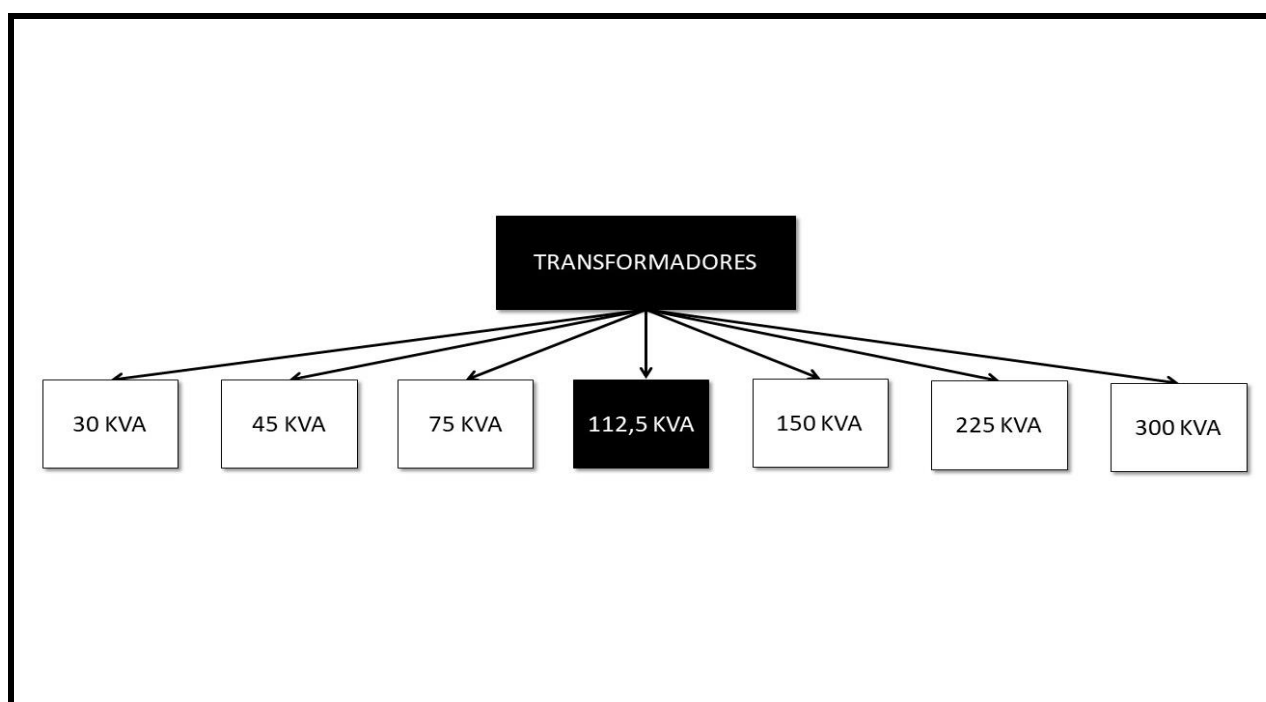 TRANSFORMADORES
30 KVA
45 KVA
75 KVA
112,5 KVA
150 KVA
225 KVA
300 KVA